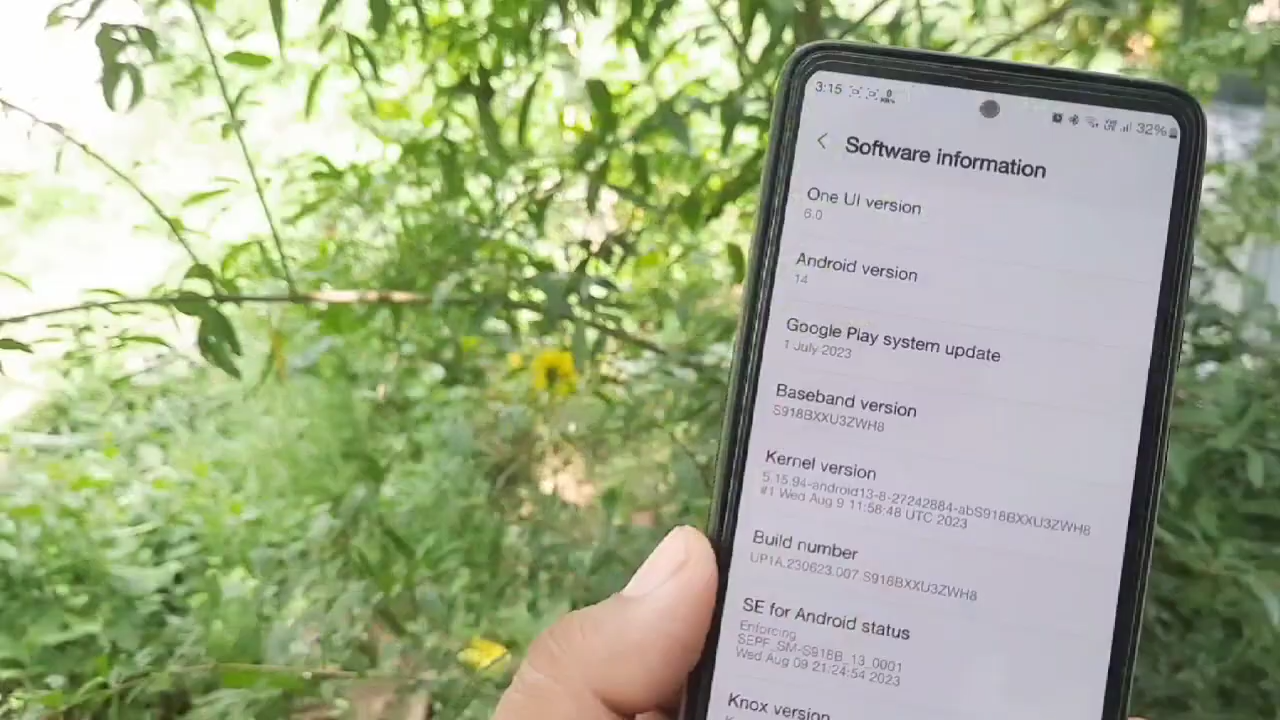 3:15
32%
Software information
One UI version
6.0
Android version
14
Google Play system update
1 July 2023
Baseband version
S918BXXU3ZWH8
Kernel version
5.15.94-android13-8-27242884-abS918BXXU3ZWH8
#1 Wed Aug 9 11:58:48 UTC 2023
Build number
UP1A.230623.007.S918BXXU3ZWH8
SE for Android status
Enforcing
SEPF_SM-S918B_13_0001
Wed Aug 09 21:24:54 2023
Knox version